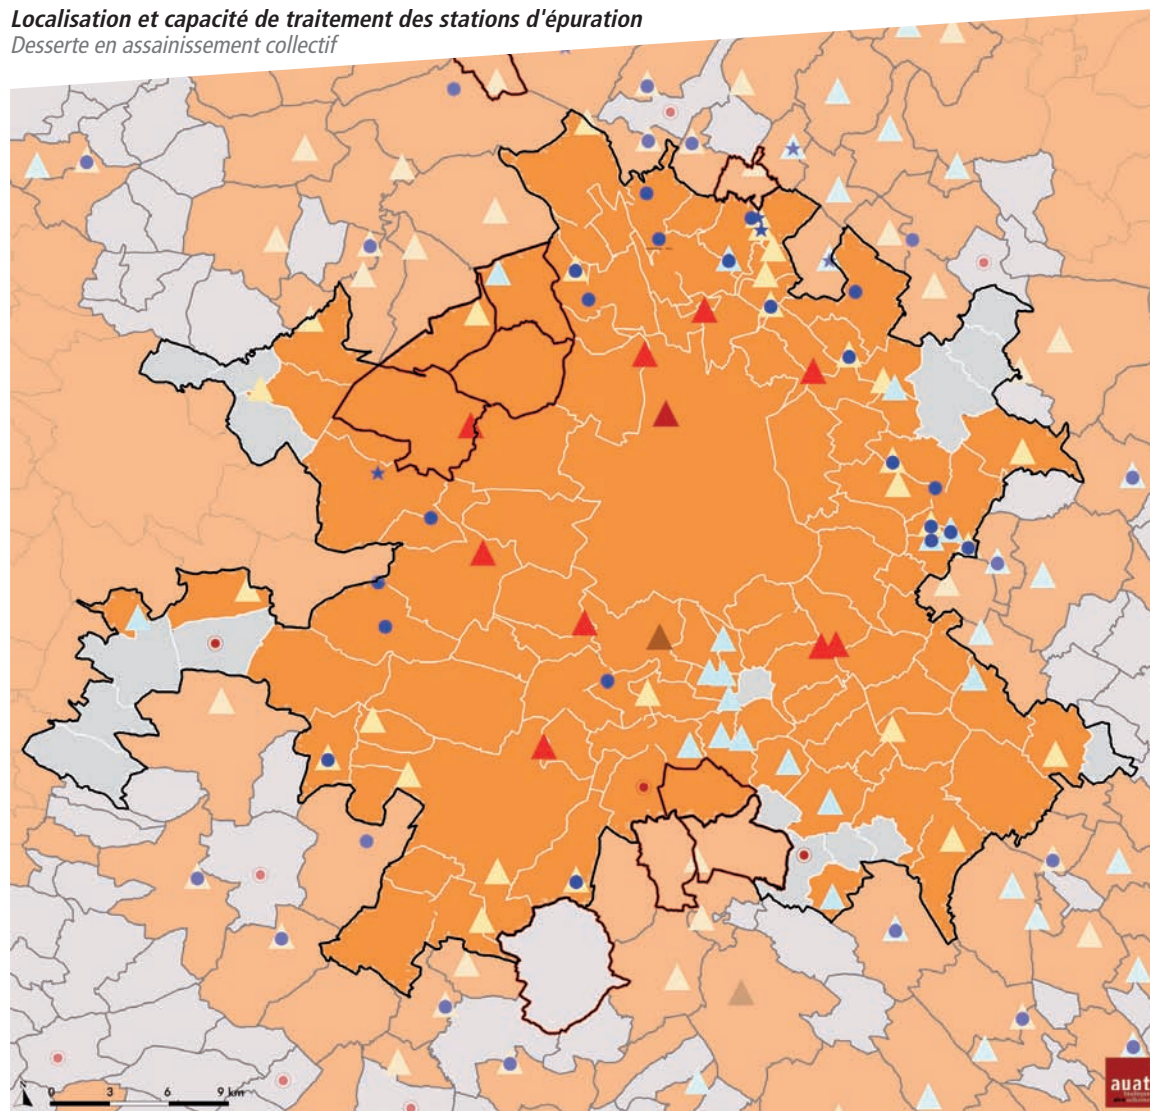 Localisation et capacité de traitement des stations d'épuration
Desserte en assainissement collectif
N
0 3 6 9 km
auat